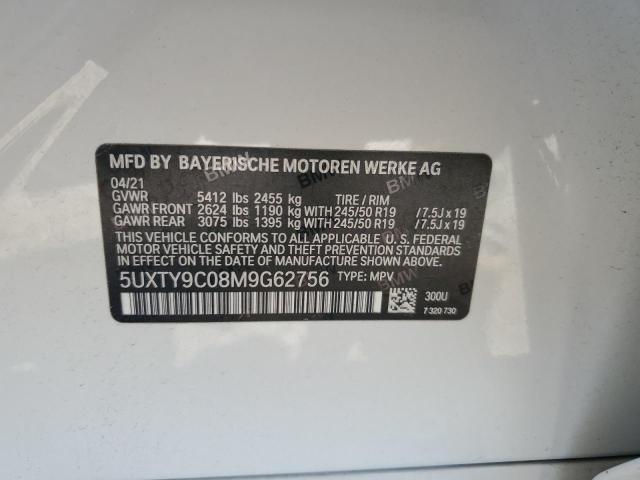 MFD BY BAYERISCHE MOTOREN WERKE AG
04/21
GVWR 5412 lbs 2455 kg TIRE / RIM
GAWR FRONT 2624 lbs 1190 kg WITH 245/50 R19 / 7.5J x 19
GAWR REAR 3075 lbs 1395 kg WITH 245/50 R19 / 7.5J x 19
THIS VEHICLE CONFORMS TO ALL APPLICABLE U. S. FEDERAL
MOTOR VEHICLE SAFETY AND THEFT PREVENTION STANDARDS
IN EFFECT ON THE DATE OF MANUFACTURE SHOWN ABOVE.
5UXTY9C08M9G62756 TYPE: MPV
300U
7 320 730